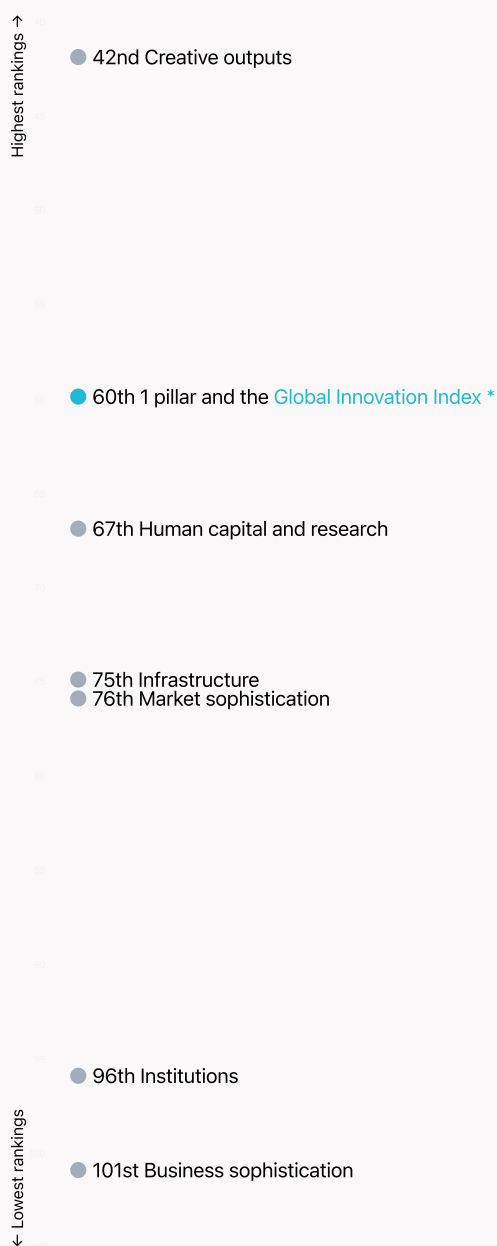 Highest rankings →
42nd Creative outputs
60th 1 pillar and the Global Innovation Index *
67th Human capital and research
75th Infrastructure
76th Market sophistication
96th Institutions
101st Business sophistication
← Lowest rankings